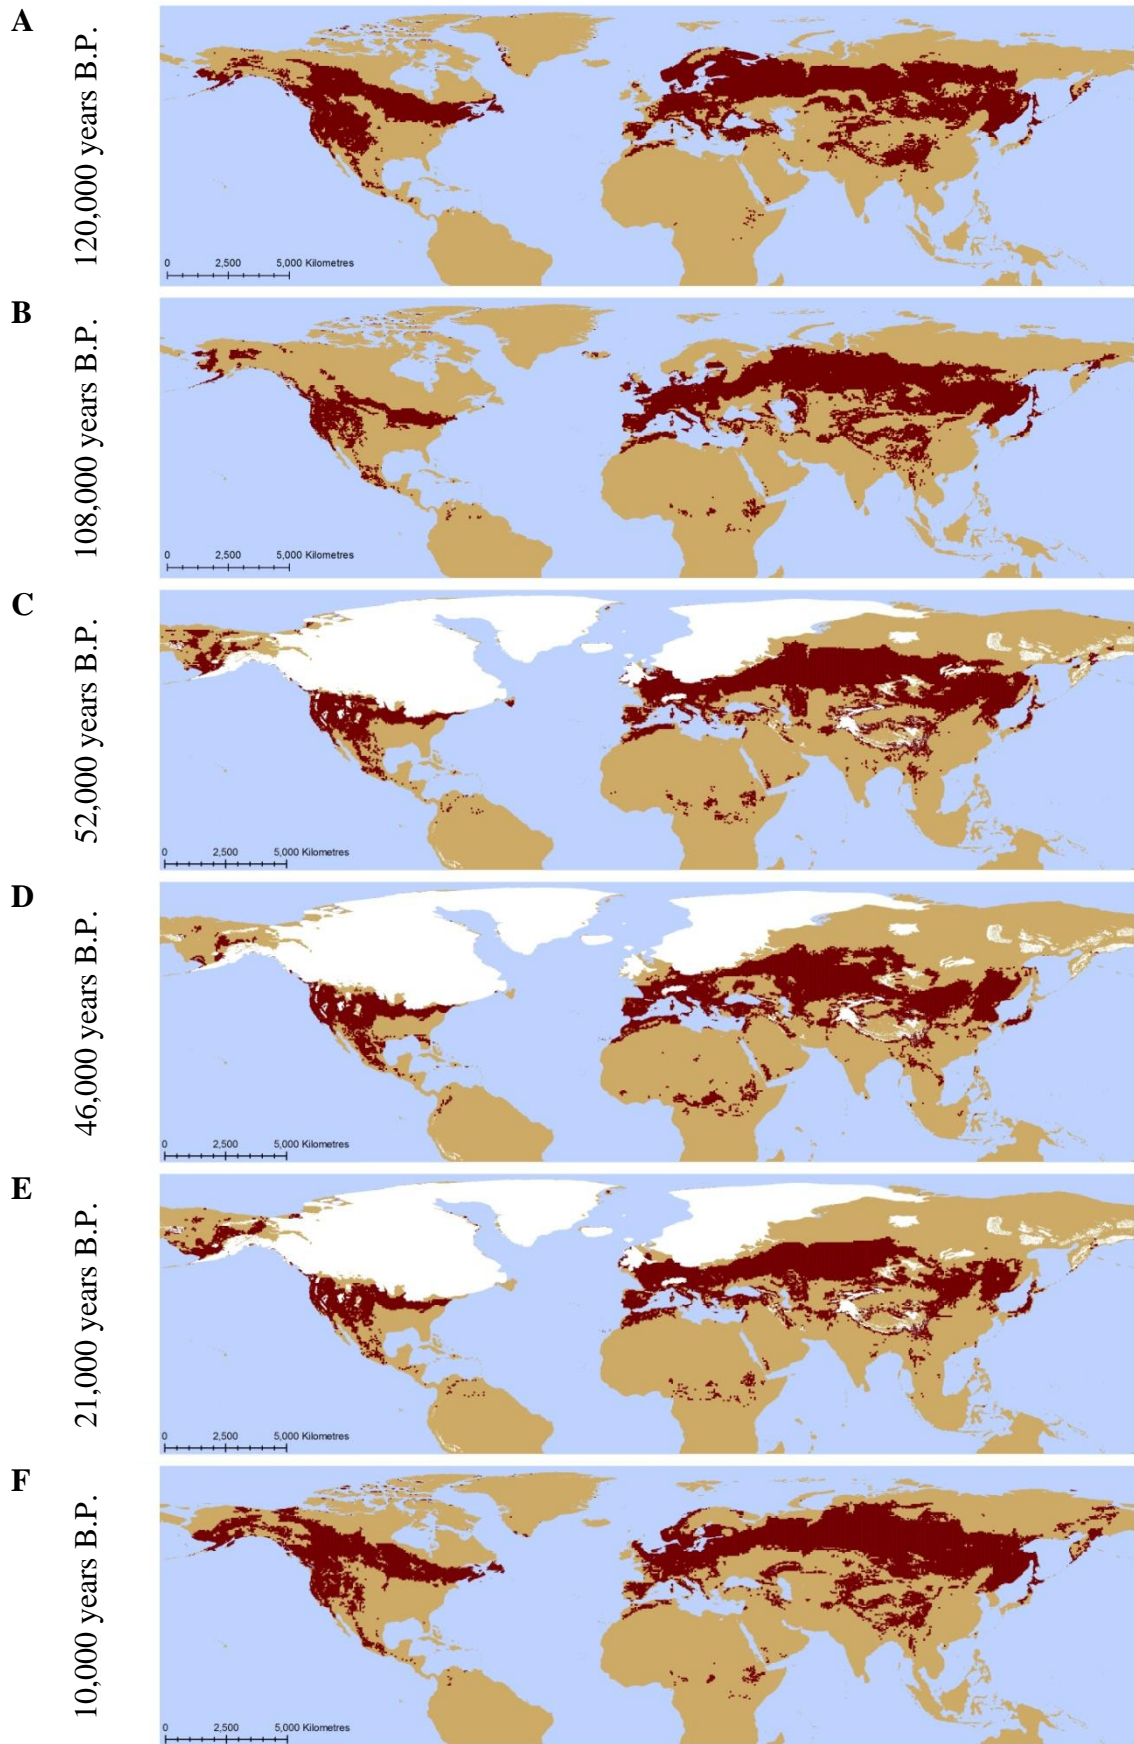 A
120,000 years B.P.
0 2,500 5,000 Kilometres
B
108,000 years B.P.
0 2,500 5,000 Kilometres
C
52,000 years B.P.
0 2,500 5,000 Kilometres
D
46,000 years B.P.
0 2,500 5,000 Kilometres
E
21,000 years B.P.
0 2,500 5,000 Kilometres
F
10,000 years B.P.
0 2,500 5,000 Kilometres